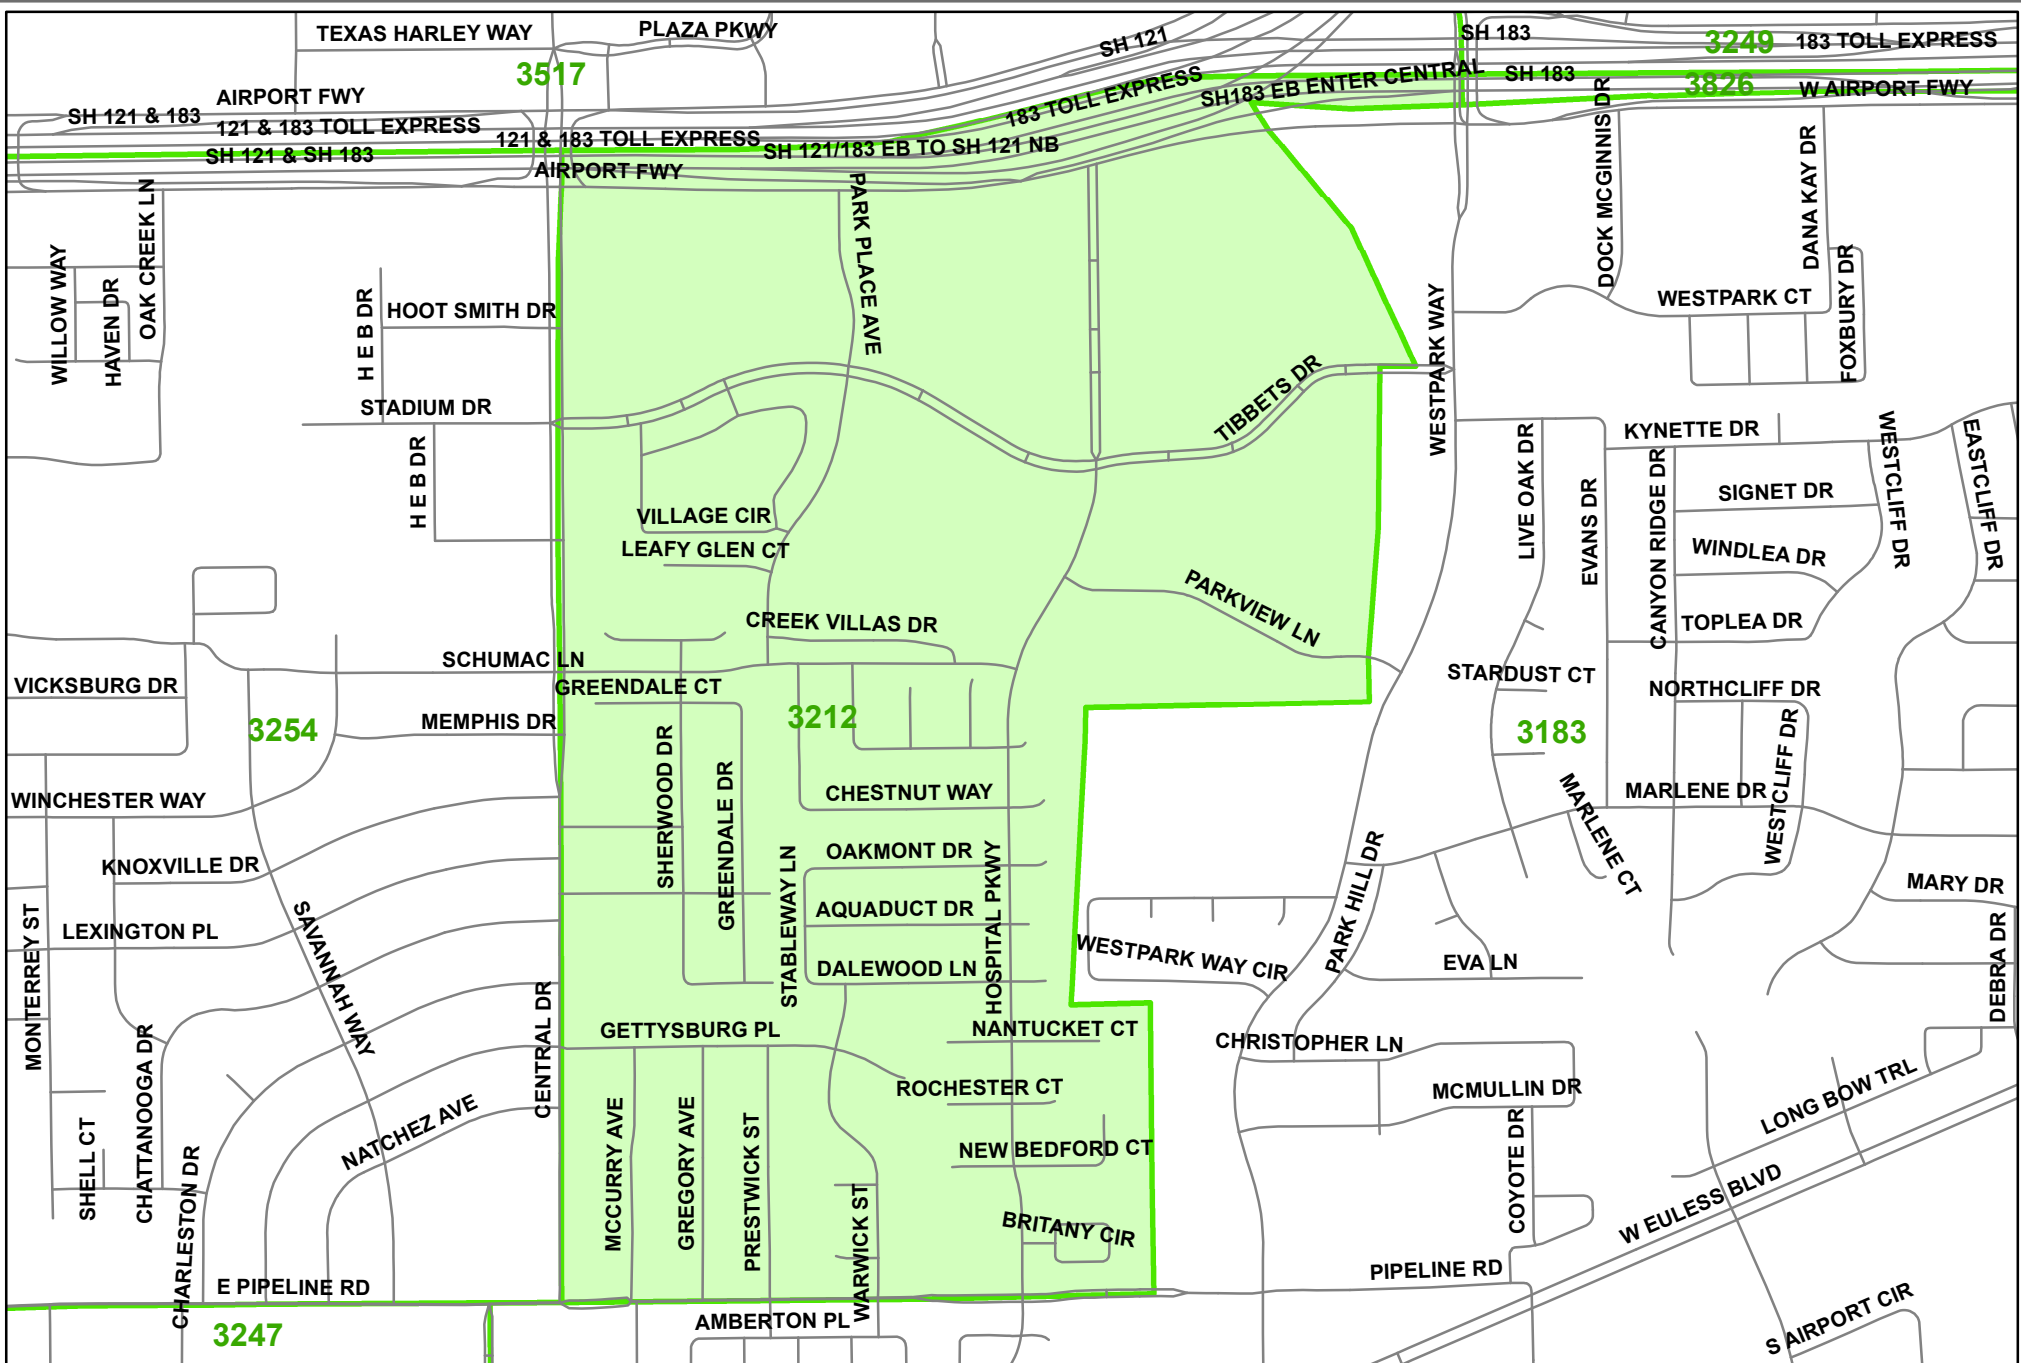 TEXAS HARLEY WAY
PLAZA PKWY
SH 121
SH 183
3249
183 TOLL EXPRESS
3517
SH 183
3826
W AIRPORT FWY
AIRPORT FWY
183 TOLL EXPRESS
SH183 EB ENTER CENTRAL
SH 121 & 183
121 & 183 TOLL EXPRESS
121 & 183 TOLL EXPRESS
SH 121 & SH 183
SH 121/183 EB TO SH 121 NB
AIRPORT FWY
DOCK MCGINNIS DR
DANA KAY DR
OAK CREEK LN
PARK PLACE AVE
WILLOW WAY
HAVEN DR
H E B DR
HOOT SMITH DR
WESTPARK WAY
WESTPARK CT
FOXBURY DR
STADIUM DR
TIBBETS DR
H E B DR
LIVE OAK DR
KYNETTE DR
WESTCLIFF DR
EASTCLIFF DR
EVANS DR
CANYON RIDGE DR
SIGNET DR
VILLAGE CIR
LEAFY GLEN CT
WINDLEA DR
PARKVIEW LN
CREEK VILLAS DR
TOPLEA DR
SCHUMAC LN
VICKSBURG DR
GREENDALE CT
STARDUST CT
NORTHCLIFF DR
3254
MEMPHIS DR
3212
3183
WESTCLIFF DR
SHERWOOD DR
GREENDALE DR
WINCHESTER WAY
CHESTNUT WAY
MARLENE DR
MARLENE CT
KNOXVILLE DR
OAKMONT DR
STABLEWAY LN
HOSPITAL PKWY
PARK HILL DR
MARY DR
MONTERREY ST
LEXINGTON PL
SAVANNAH WAY
AQUADUCT DR
WESTPARK WAY CIR
DALEWOOD LN
EVA LN
DEBRA DR
CENTRAL DR
GETTYSBURG PL
NANTUCKET CT
CHRISTOPHER LN
CHATTANOOGA DR
ROCHESTER CT
MCMULLIN DR
LONG BOW TRL
SHELL CT
NATCHEZ AVE
MCCURRY AVE
GREGORY AVE
PRESTWICK ST
NEW BEDFORD CT
COYOTE DR
CHARLESTON DR
WARWICK ST
BRITANY CIR
W EULESS BLVD
E PIPELINE RD
PIPELINE RD
3247
AMBERTON PL
S AIRPORT CIR